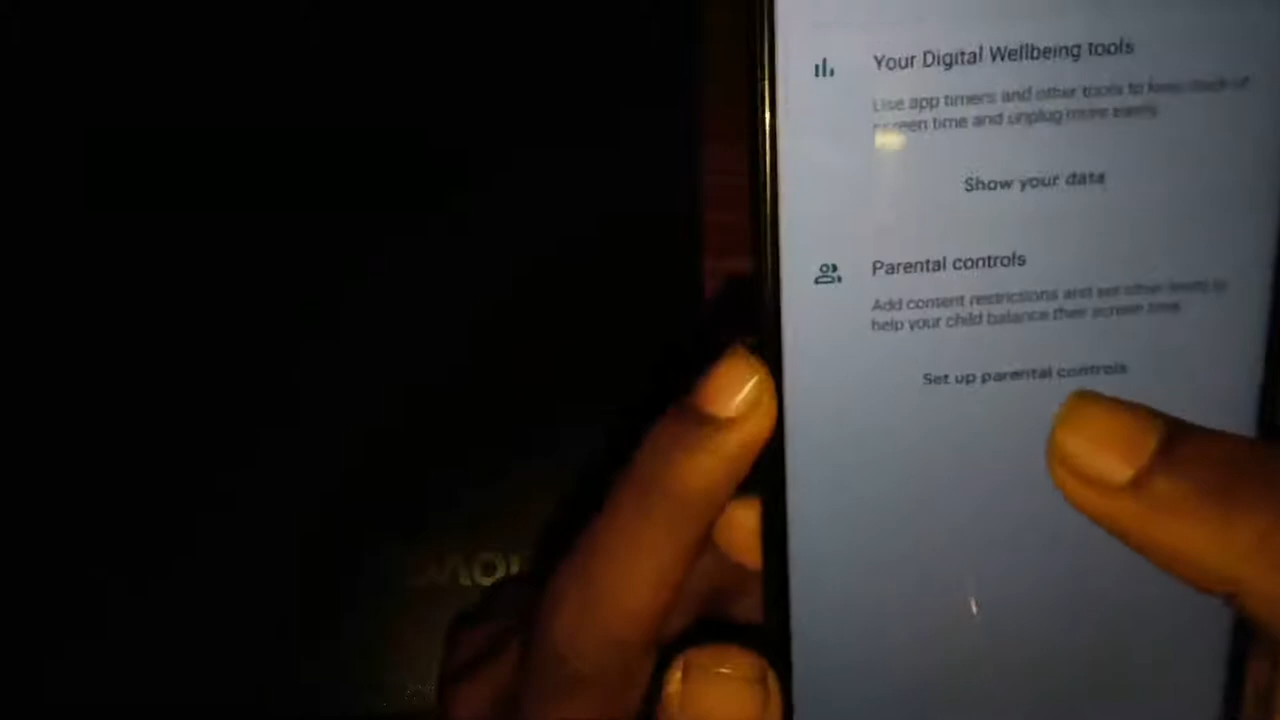 Your Digital Wellbeing tools
Use app timers and other tools to keep track of
screen time and unplug more easily
Show your data
Parental controls
Add content restrictions and set other limits to
help your child balance their screen time
Set up parental controls